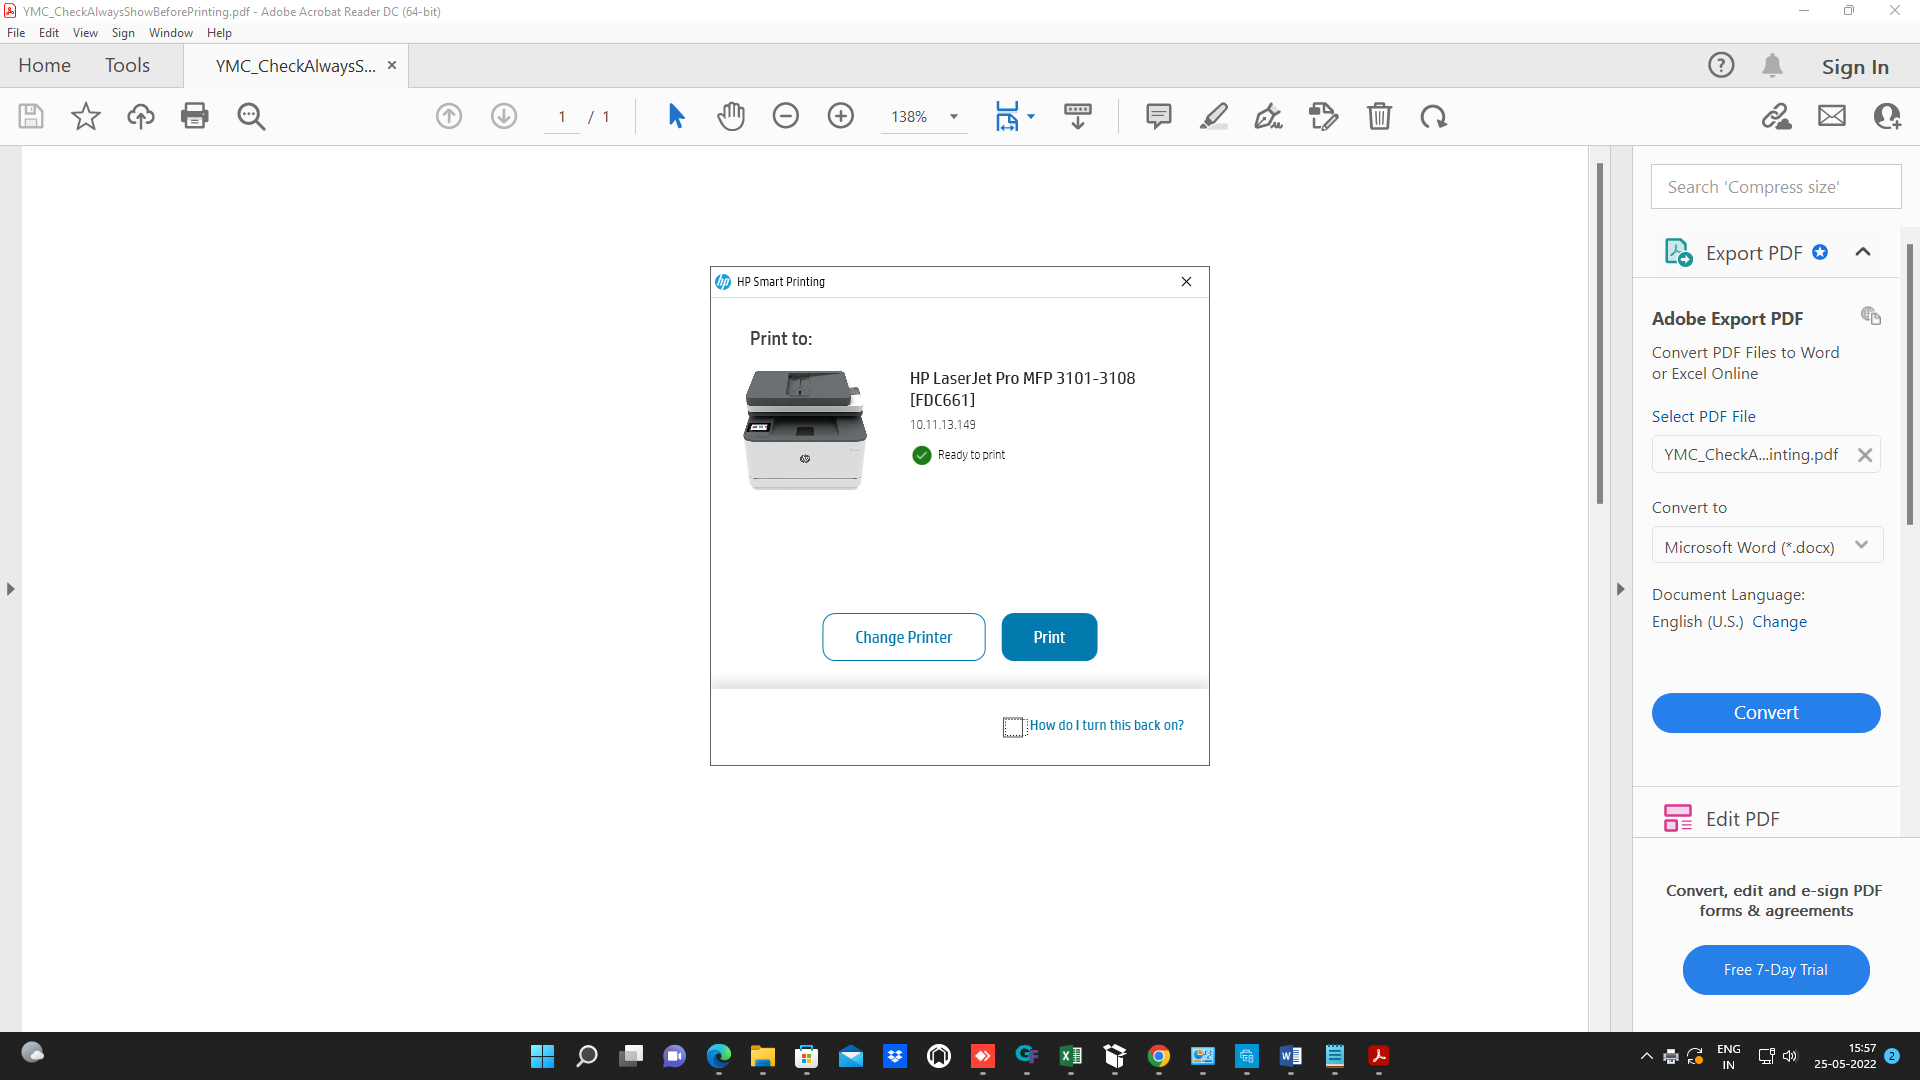 YMC_CheckAlwaysShowBeforePrinting.pdf - Adobe Acrobat Reader DC (64-bit)
File Edit View Sign Window Help
Home Tools YMC_CheckAlwaysS... Sign In
1 / 1 138%
Search 'Compress size'
Export PDF
Adobe Export PDF
Convert PDF Files to Word
or Excel Online
Select PDF File
YMC_CheckA...inting.pdf
Convert to
Microsoft Word (*.docx)
Document Language:
English (U.S.) Change
Convert
Edit PDF
Convert, edit and e-sign PDF
forms & agreements
Free 7-Day Trial
hp HP Smart Printing
Print to:
HP LaserJet Pro MFP 3101-3108
[FDC661]
10.11.13.149
Ready to print
Change Printer Print
How do I turn this back on?
ENG
IN
15:57
25-05-2022
2